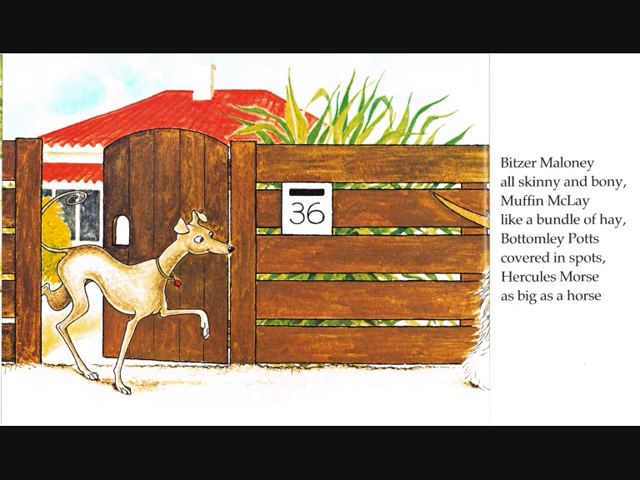 36
Bitzer Maloney
all skinny and bony,
Muffin McLay
like a bundle of hay,
Bottomley Potts
covered in spots,
Hercules Morse
as big as a horse